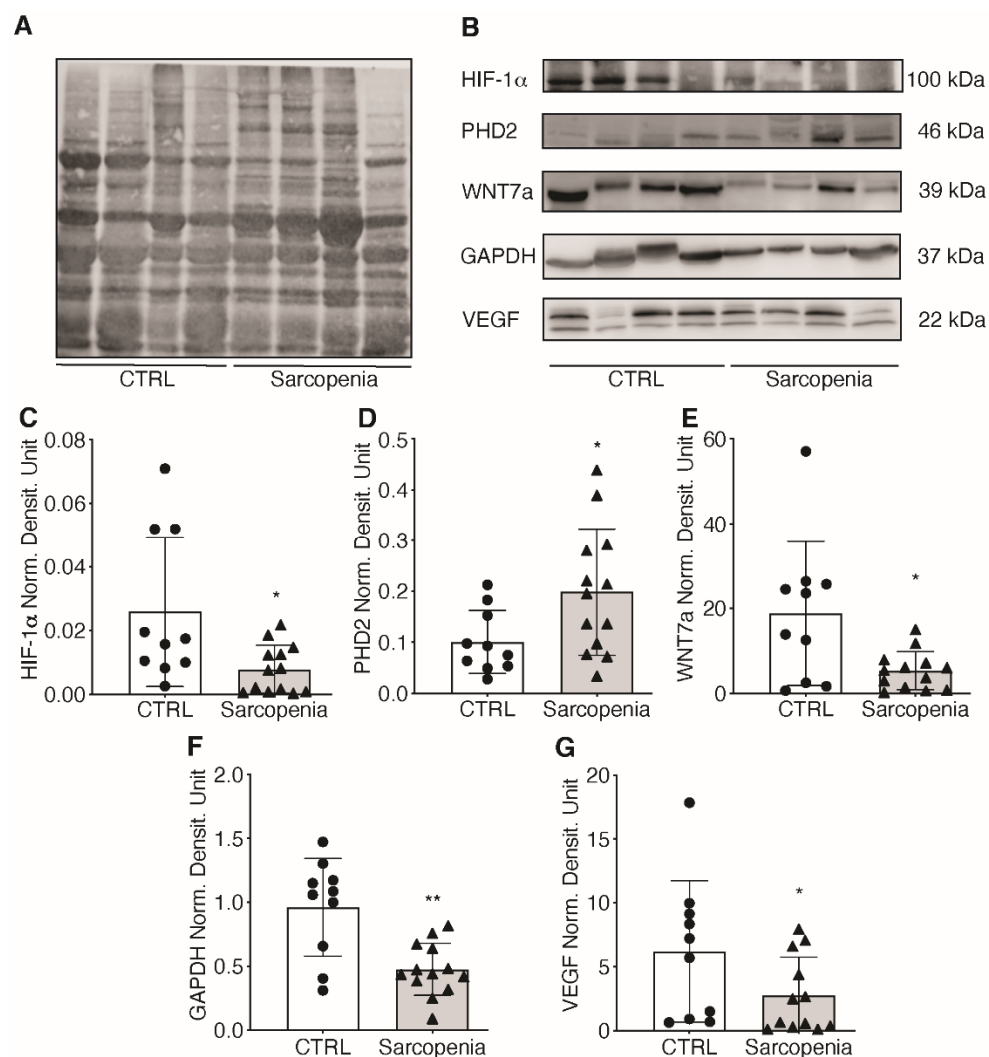 A
B
HIF-1α
100 kDa
PHD2
46 kDa
WNT7a
39 kDa
GAPDH
37 kDa
VEGF
22 kDa
CTRL
Sarcopenia
CTRL
Sarcopenia
C
HIF-1α Norm. Densit. Unit
0.08
0.06
0.04
0.02
0.00
*
CTRL
Sarcopenia
D
PHD2 Norm. Densit. Unit
0.5
0.4
0.3
0.2
0.1
0.0
*
CTRL
Sarcopenia
E
WNT7a Norm. Densit. Unit
60
40
20
0
*
CTRL
Sarcopenia
F
GAPDH Norm. Densit. Unit
2.0
1.5
1.0
0.5
0.0
**
CTRL
Sarcopenia
G
VEGF Norm. Densit. Unit
20
15
10
5
0
*
CTRL
Sarcopenia